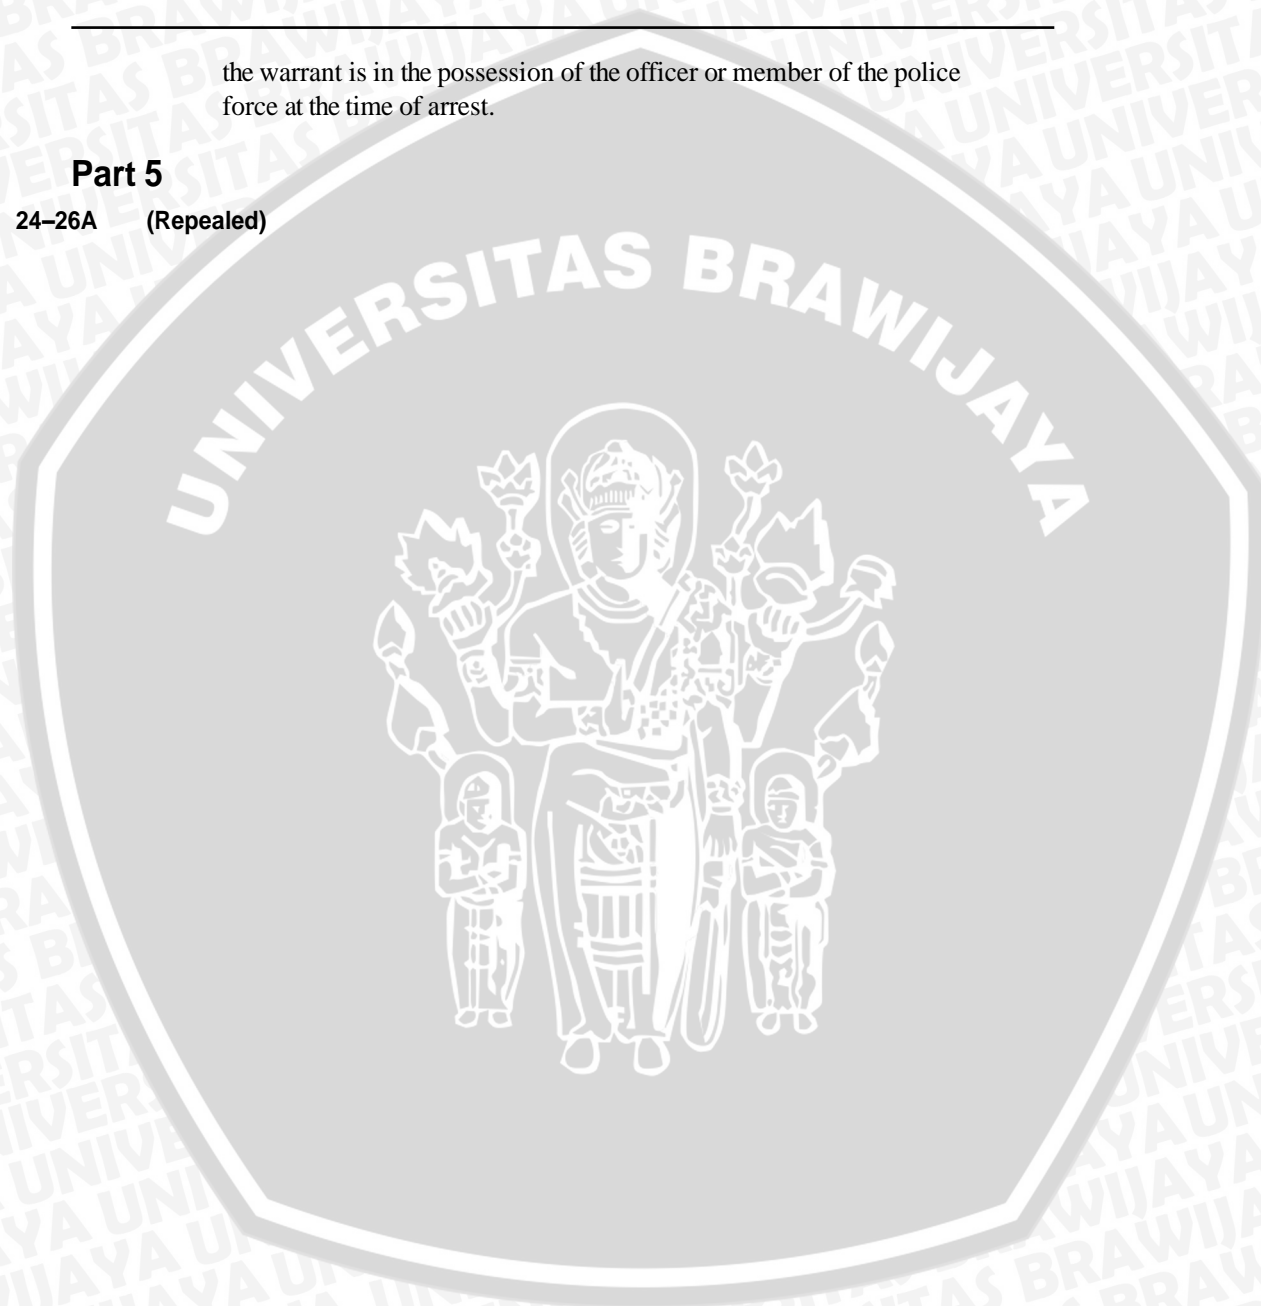 the warrant is in the possession of the officer or member of the police
force at the time of arrest.
Part 5
24–26A (Repealed)
UNIVERSITAS BRAWIJAYA